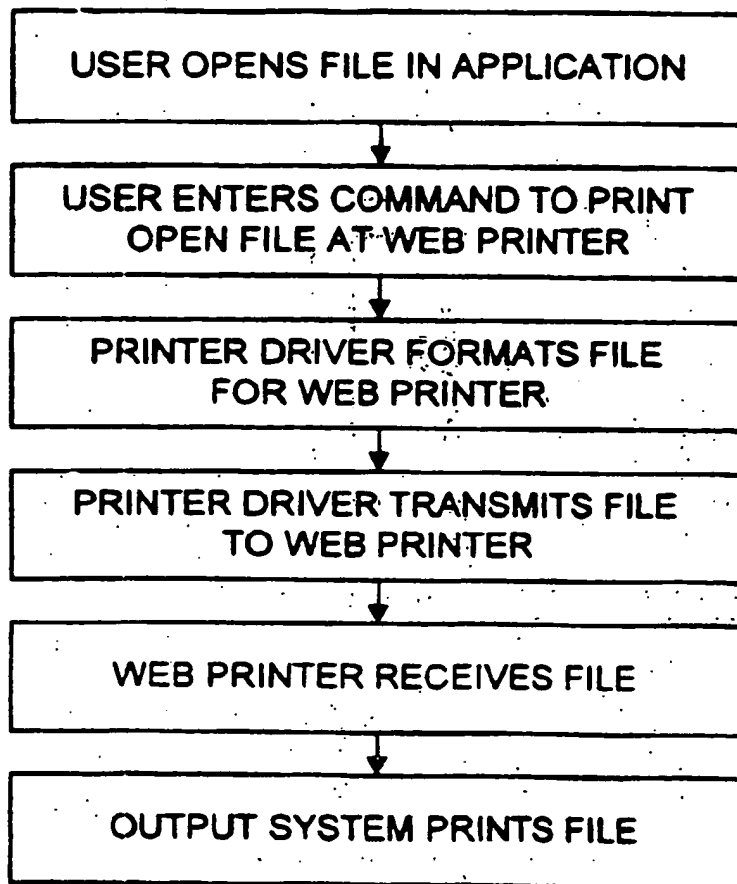 USER OPENS FILE IN APPLICATION
USER ENTERS COMMAND TO PRINT
OPEN FILE AT WEB PRINTER
PRINTER DRIVER FORMATS FILE
FOR WEB PRINTER
PRINTER DRIVER TRANSMITS FILE
TO WEB PRINTER
WEB PRINTER RECEIVES FILE
OUTPUT SYSTEM PRINTS FILE